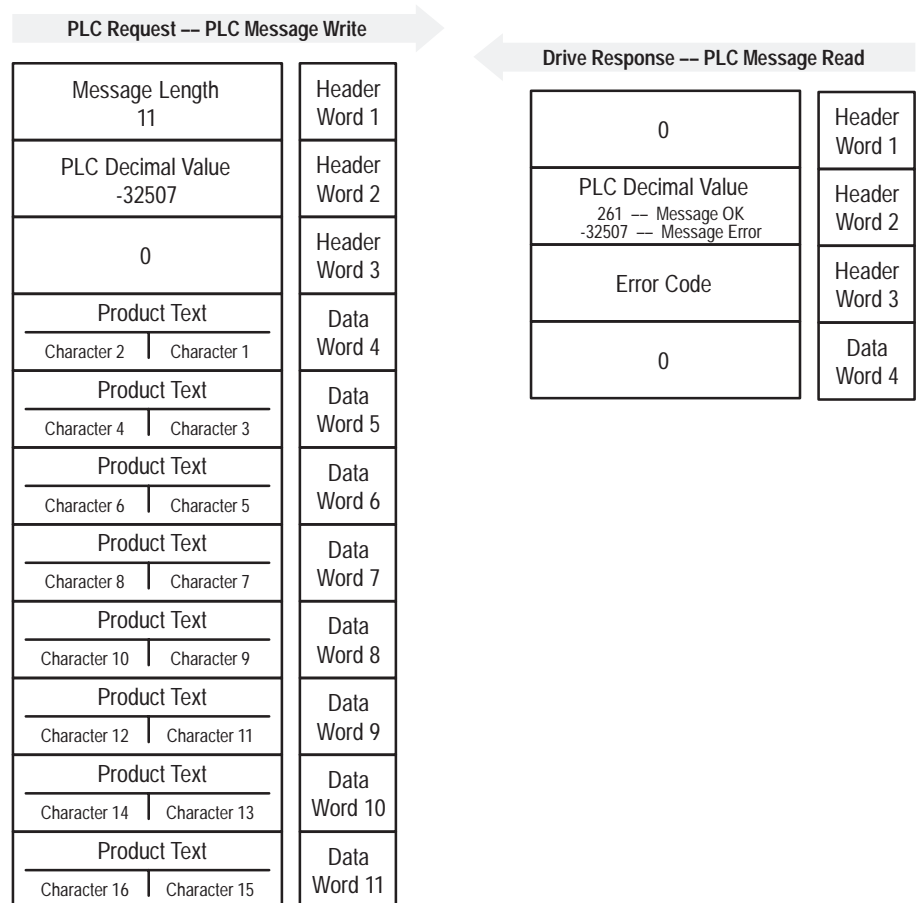 PLC Request –– PLC Message Write
Message Length
11
Header
Word 1
PLC Decimal Value
-32507
Header
Word 2
0
Header
Word 3
Product Text
Character 2 Character 1
Data
Word 4
Product Text
Character 4 Character 3
Data
Word 5
Product Text
Character 6 Character 5
Data
Word 6
Product Text
Character 8 Character 7
Data
Word 7
Product Text
Character 10 Character 9
Data
Word 8
Product Text
Character 12 Character 11
Data
Word 9
Product Text
Character 14 Character 13
Data
Word 10
Product Text
Character 16 Character 15
Data
Word 11
Drive Response –– PLC Message Read
0
Header
Word 1
PLC Decimal Value
261 –– Message OK
-32507 –– Message Error
Header
Word 2
Error Code
Header
Word 3
0
Data
Word 4